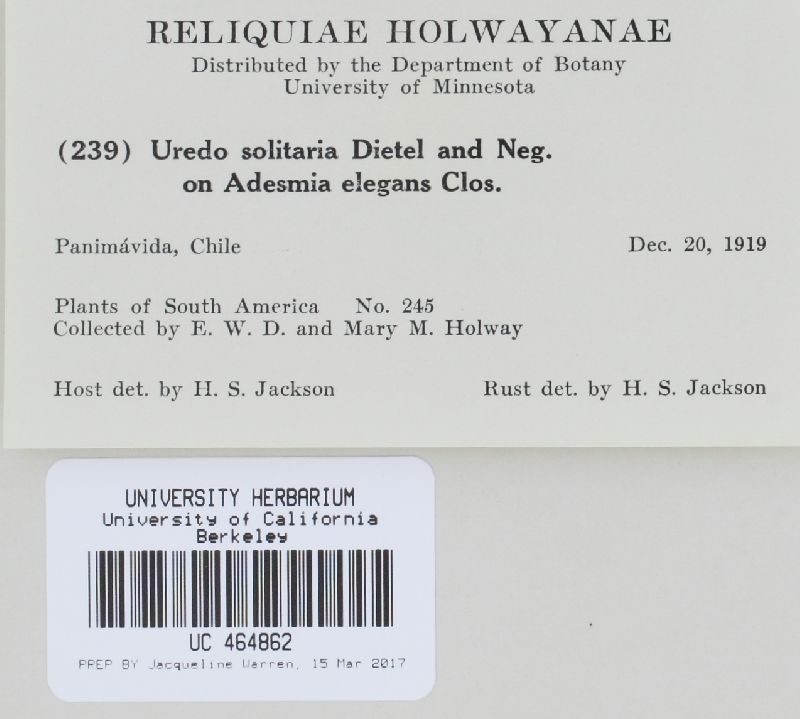 RELIQUIAE HOLWAYANAE
Distributed by the Department of Botany
University of Minnesota
(239) Uredo solitaria Dietel and Neg.
on Adesmia elegans Clos.
Panimávida, Chile Dec. 20, 1919
Plants of South America No. 245
Collected by E. W. D. and Mary M. Holway
Host det. by H. S. Jackson Rust det. by H. S. Jackson
UNIVERSITY HERBARIUM
University of California
Berkeley
UC 464862
PREP BY Jacqueline Warren, 15 Mar 2017